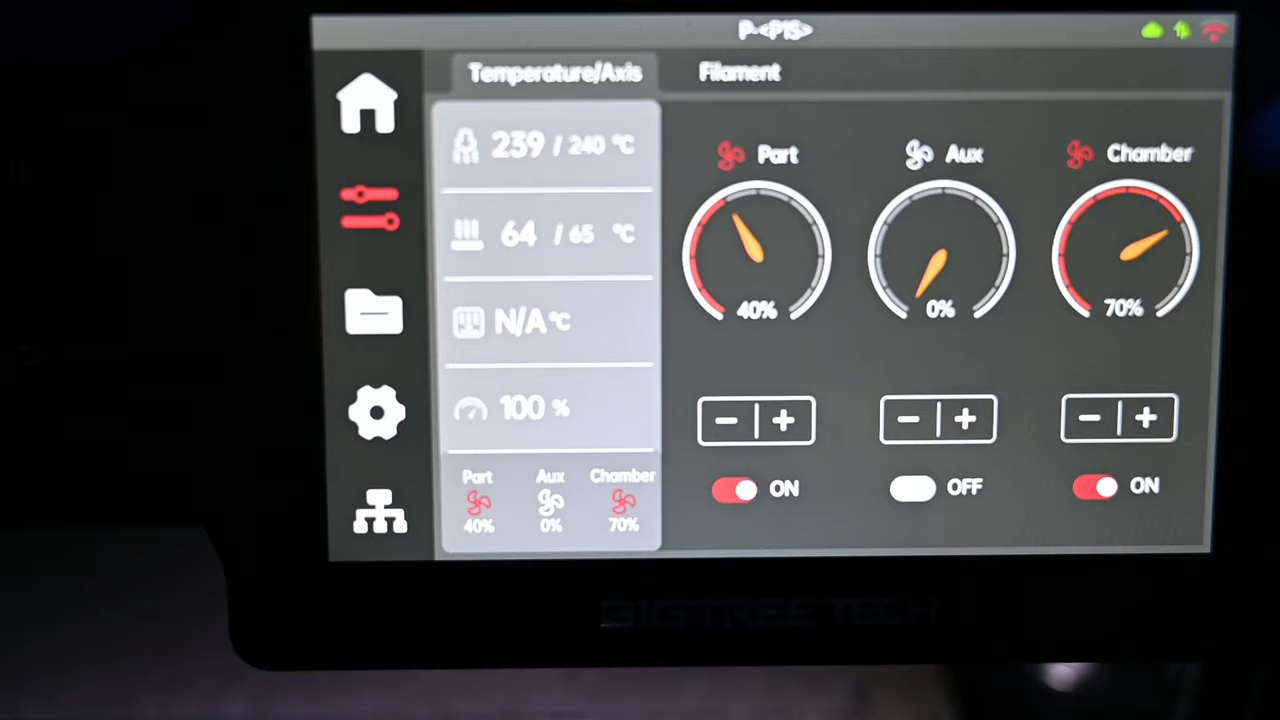 P<P1S>
Temperature/Axis Filament
239 / 240 °C
64 / 65 °C
N/A°C
100 %
Part Aux Chamber
40% 0% 70%
Part Aux Chamber
40% 0% 70%
- + - + - +
ON OFF ON
BIGTREETECH